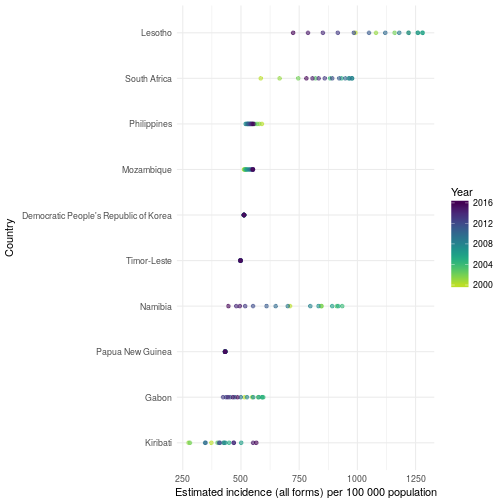 Lesotho
South Africa
Philippines
Mozambique
Democratic People's Republic of Korea
Timor-Leste
Namibia
Papua New Guinea
Gabon
Kiribati
Country
250 500 750 1000 1250
Estimated incidence (all forms) per 100 000 population
Year
2016
2012
2008
2004
2000